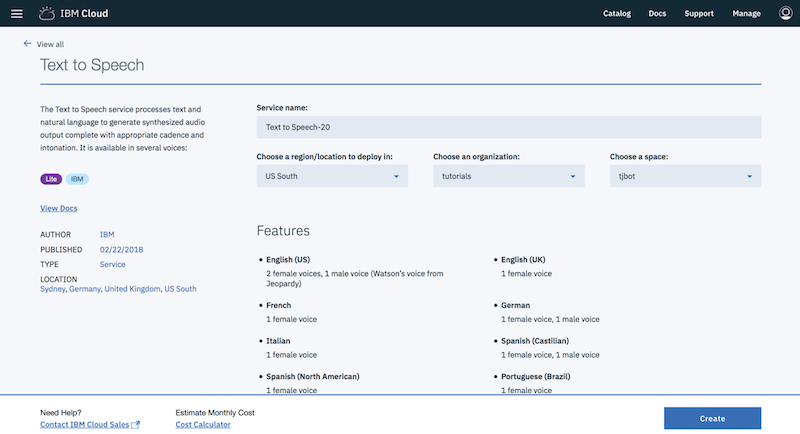 IBM Cloud
Catalog Docs Support Manage
View all
Text to Speech
The Text to Speech service processes text and
natural language to generate synthesized audio
output complete with appropriate cadence and
intonation. It is available in several voices:
Lite IBM
View Docs
AUTHOR IBM
PUBLISHED 02/22/2018
TYPE Service
LOCATION
Sydney, Germany, United Kingdom, US South
Service name:
Text to Speech-20
Choose a region/location to deploy in: Choose an organization: Choose a space:
US South tutorials tjbot
Features
English (US) English (UK)
2 female voices, 1 male voice (Watson's voice from 1 female voice
Jeopardy)
French German
1 female voice 1 female voice, 1 male voice
Italian Spanish (Castilian)
1 female voice 1 female voice, 1 male voice
Spanish (North American) Portuguese (Brazil)
1 female voice 1 female voice
Need Help? Estimate Monthly Cost
Contact IBM Cloud Sales Cost Calculator
Create